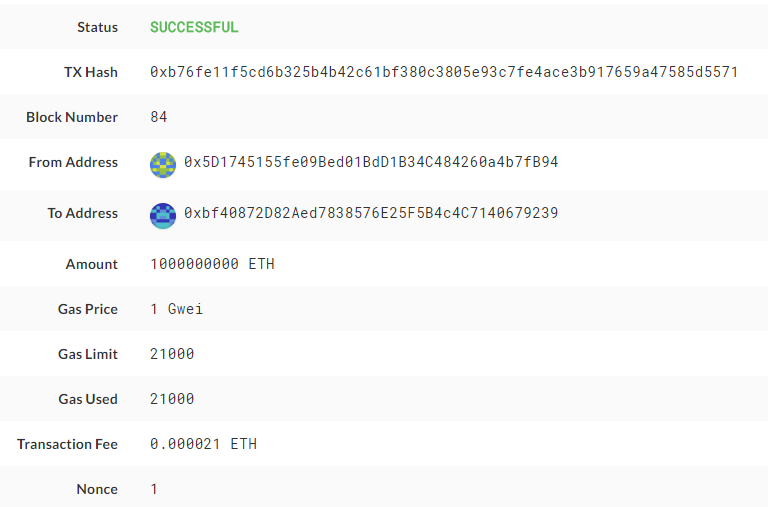 Status SUCCESSFUL
TX Hash 0xb76fe11f5cd6b325b4b42c61bf380c3805e93c7fe4ace3b917659a47585d5571
Block Number 84
From Address 0x5D1745155fe09Bed01BdD1B34C484260a4b7fB94
To Address 0xbf40872D82Aed7838576E25F5B4c4C7140679239
Amount 1000000000 ETH
Gas Price 1 Gwei
Gas Limit 21000
Gas Used 21000
Transaction Fee 0.000021 ETH
Nonce 1